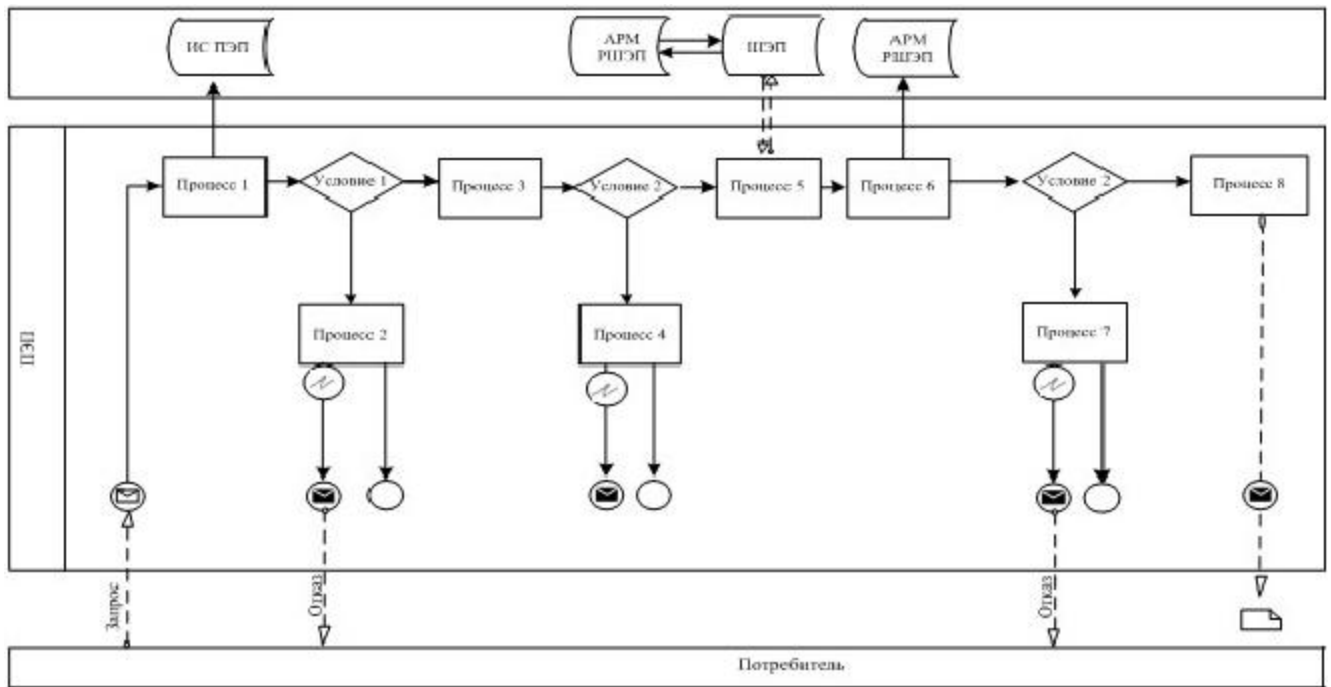 ИС ПЭП
АРМ
РШЭП
ШЭП
АРМ
РШЭП
ПЭП
Процесс 1
Условие 1
Процесс 3
Условие 2
Процесс 5
Процесс 6
Условие 2
Процесс 8
Процесс 2
Процесс 4
Процесс 7
Запрос
Отказ
Отказ
Потребитель